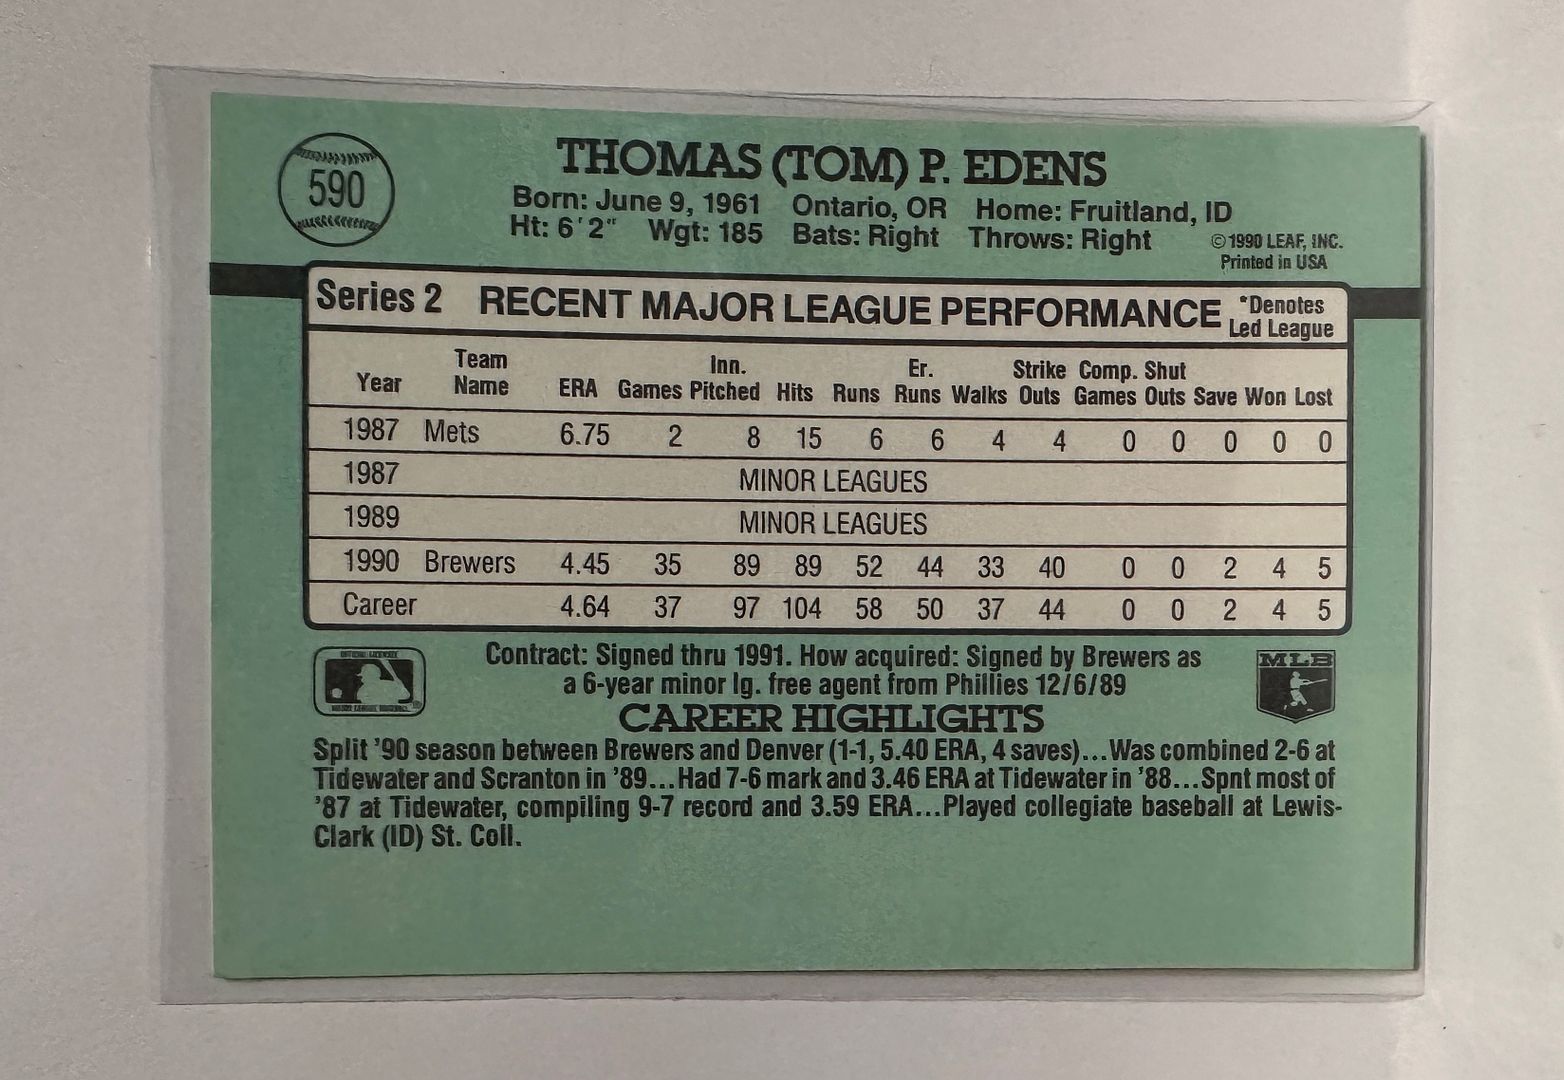 590
THOMAS (TOM) P. EDENS
Born: June 9, 1961 Ontario, OR Home: Fruitland, ID
Ht: 6'2" Wgt: 185 Bats: Right Throws: Right
© 1990 LEAF, INC.
Printed in USA
Series 2 RECENT MAJOR LEAGUE PERFORMANCE *Denotes
Led League
Team Inn. Er. Strike Comp. Shut
Year Name ERA Games Pitched Hits Runs Runs Walks Outs Games Outs Save Won Lost
1987 Mets 6.75 2 8 15 6 6 4 4 0 0 0 0 0
1987 MINOR LEAGUES
1989 MINOR LEAGUES
1990 Brewers 4.45 35 89 89 52 44 33 40 0 0 2 4 5
Career 4.64 37 97 104 58 50 37 44 0 0 2 4 5
Contract: Signed thru 1991. How acquired: Signed by Brewers as
a 6-year minor lg. free agent from Phillies 12/6/89
MLB
CAREER HIGHLIGHTS
Split '90 season between Brewers and Denver (1-1, 5.40 ERA, 4 saves)...Was combined 2-6 at
Tidewater and Scranton in '89...Had 7-6 mark and 3.46 ERA at Tidewater in '88...Spnt most of
'87 at Tidewater, compiling 9-7 record and 3.59 ERA...Played collegiate baseball at Lewis-
Clark (ID) St. Coll.